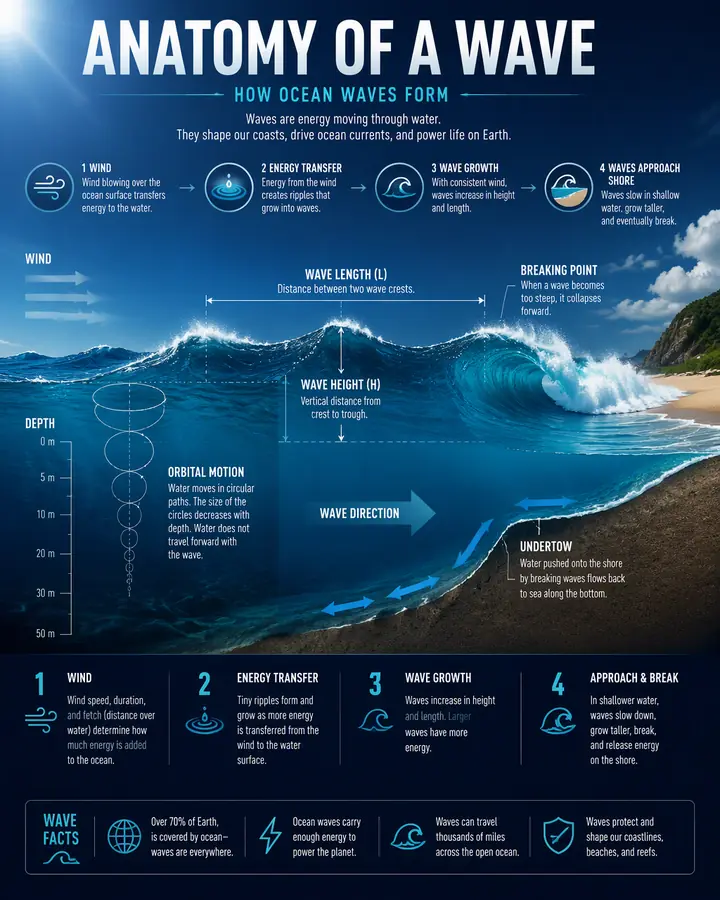 ANATOMY OF A WAVE
HOW OCEAN WAVES FORM
Waves are energy moving through water.
They shape our coasts, drive ocean currents, and power life on Earth.
1 WIND
Wind blowing over the
ocean surface transfers
energy to the water.
2 ENERGY TRANSFER
Energy from the wind
creates ripples that
grow into waves.
3 WAVE GROWTH
With consistent wind,
waves increase in height
and length.
4 WAVES APPROACH
SHORE
Waves slow in shallow
water, grow taller,
and eventually break.
WIND
WAVE LENGTH (L)
Distance between two wave crests.
BREAKING POINT
When a wave becomes
too steep, it collapses
forward.
WAVE HEIGHT (H)
Vertical distance from
crest to trough.
DEPTH
0 m
5 m
10 m
20 m
30 m
50 m
ORBITAL MOTION
Water moves in circular
paths. The size of the
circles decreases with
depth. Water does not
travel forward with
the wave.
WAVE DIRECTION
UNDERTOW
Water pushed onto the shore
by breaking waves flows back
to sea along the bottom.
1 WIND
Wind speed, duration,
and fetch (distance over
water) determine how
much energy is added
to the ocean.
2 ENERGY TRANSFER
Tiny ripples form and
grow as more energy
is transferred from the
wind to the water
surface.
3 WAVE GROWTH
Waves increase in height
and length. Larger
waves have more
energy.
4 APPROACH & BREAK
In shallower water,
waves slow down,
grow taller, break,
and release energy
on the shore.
WAVE
FACTS
Over 70% of Earth,
is covered by ocean–
waves are everywhere.
Ocean waves carry
enough energy to
power the planet.
Waves can travel
thousands of miles
across the open ocean.
Waves protect and
shape our coastlines,
beaches, and reefs.